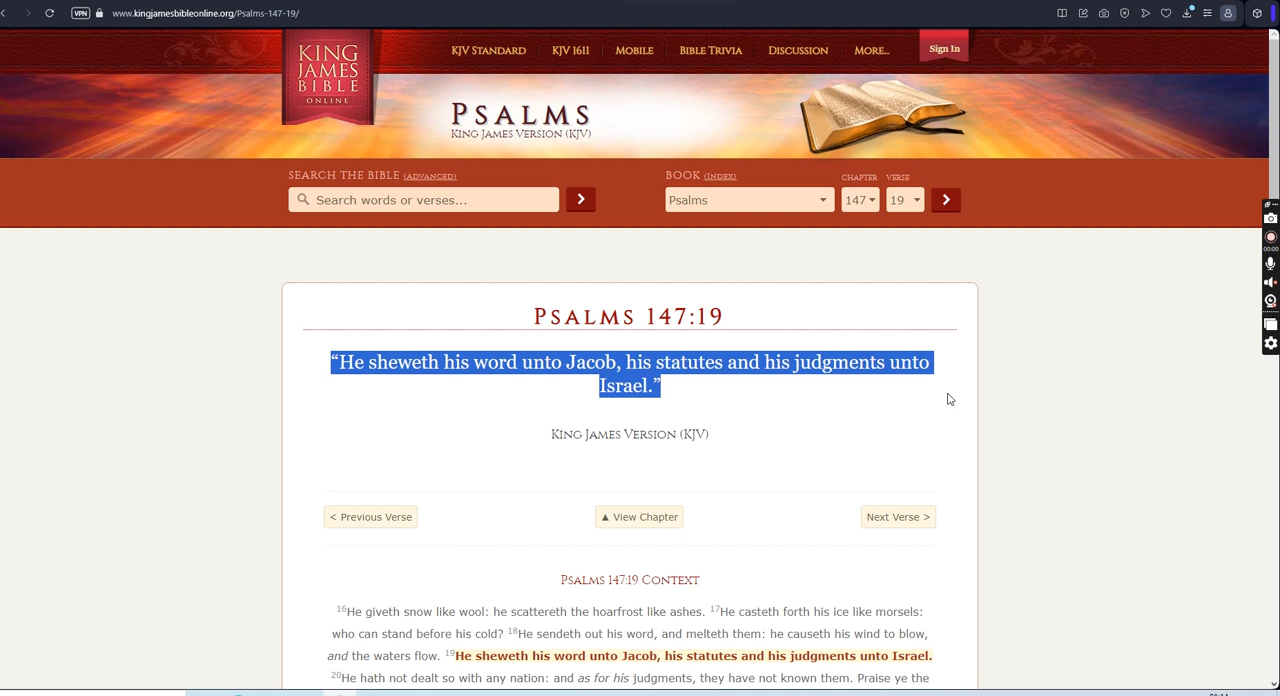 VPN www.kingjamesbibleonline.org/Psalms-147-19/
KING
JAMES
BIBLE
ONLINE
KJV STANDARD KJV 1611 MOBILE BIBLE TRIVIA DISCUSSION MORE... Sign In
PSALMS
KING JAMES VERSION (KJV)
SEARCH THE BIBLE (ADVANCED) BOOK (INDEX) CHAPTER VERSE
Search words or verses... Psalms 147 19
00:00
PSALMS 147:19
“He sheweth his word unto Jacob, his statutes and his judgments unto
Israel.”
KING JAMES VERSION (KJV)
< Previous Verse ▲ View Chapter Next Verse >
PSALMS 147:19 CONTEXT
16He giveth snow like wool: he scattereth the hoarfrost like ashes. 17He casteth forth his ice like morsels:
who can stand before his cold? 18He sendeth out his word, and melteth them: he causeth his wind to blow,
and the waters flow. 19He sheweth his word unto Jacob, his statutes and his judgments unto Israel.
20He hath not dealt so with any nation: and as for his judgments, they have not known them. Praise ye the